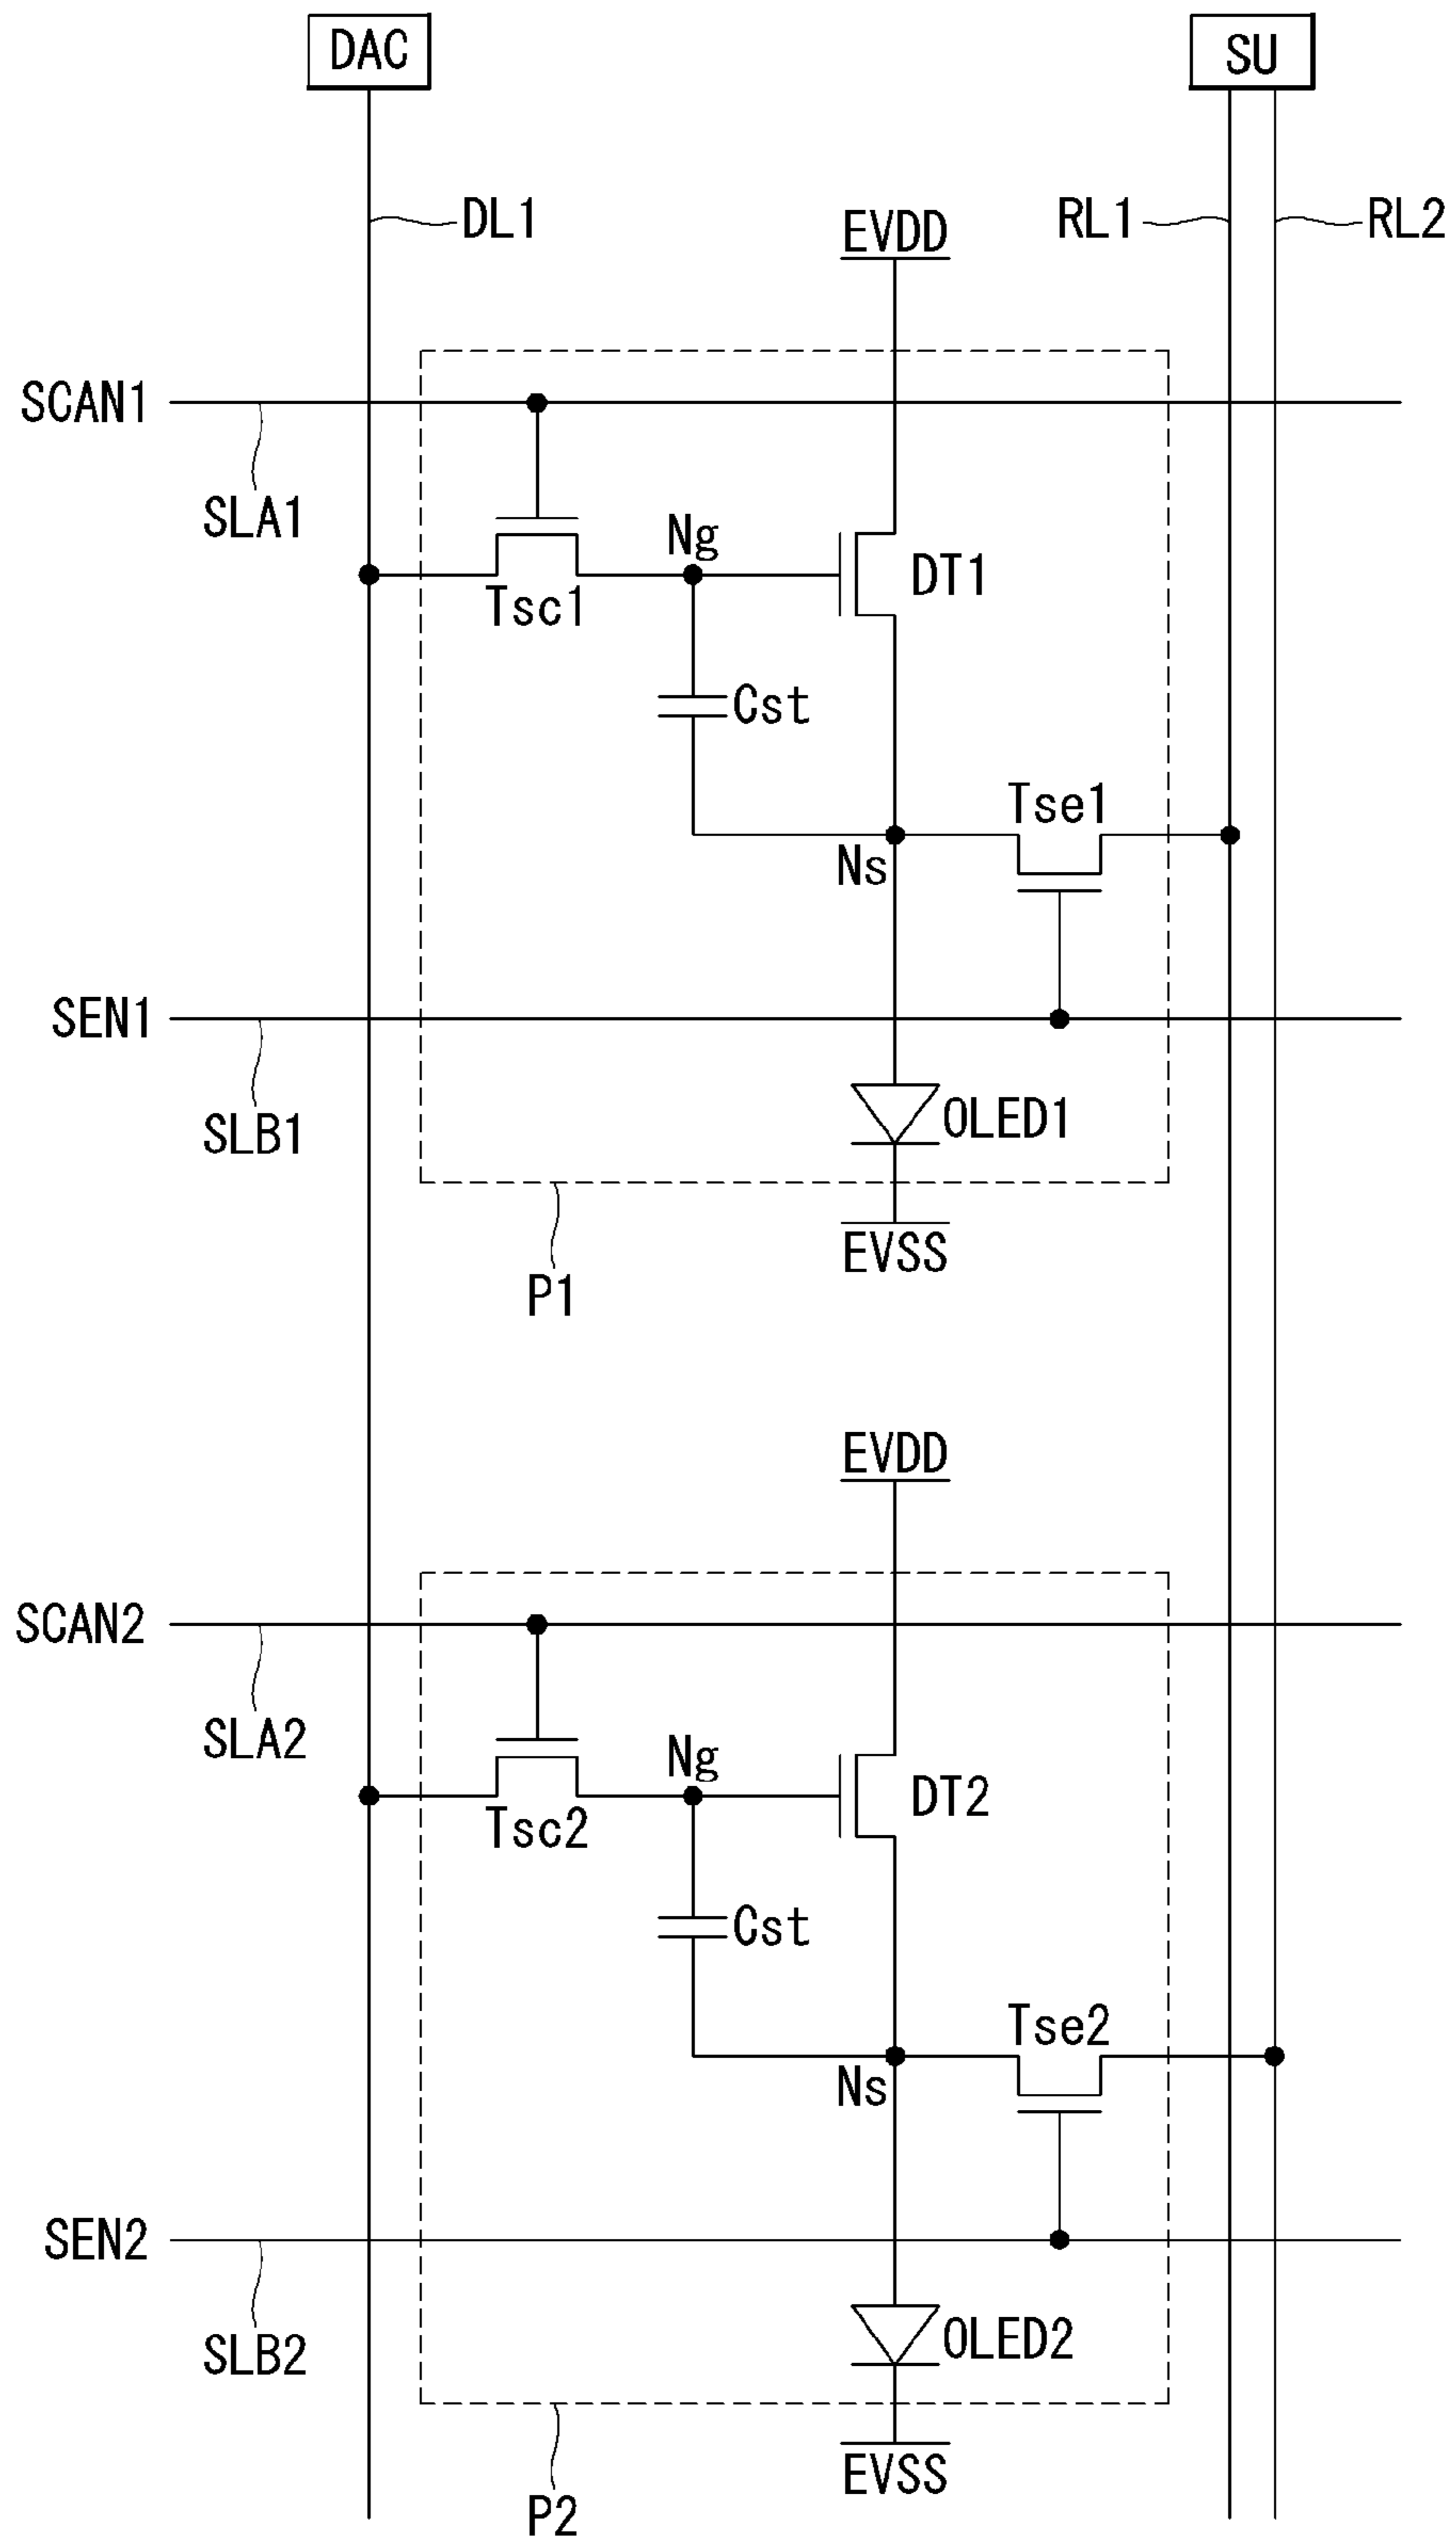 DAC
SU
DL1
RL1
RL2
EVDD
SCAN1
SLA1
Ng
DT1
Tsc1
Cst
Tse1
Ns
SEN1
SLB1
OLED1
EVSS
P1
EVDD
SCAN2
SLA2
Ng
DT2
Tsc2
Cst
Tse2
Ns
SEN2
SLB2
OLED2
EVSS
P2